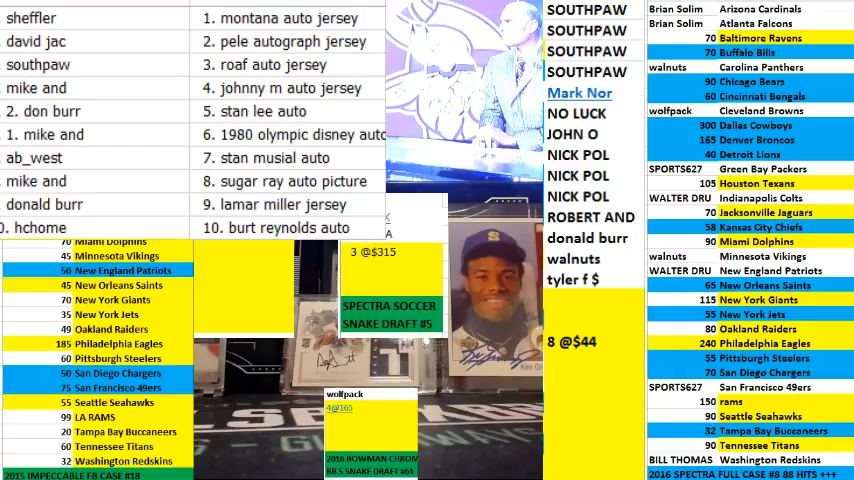 . sheffler
. david jac
. southpaw
. mike and
. 2. don burr
. 1. mike and
. ab_west
. mike and
. donald burr
0. hchome
1. montana auto jersey
2. pele autograph jersey
3. roaf auto jersey
4. johnny m auto jersey
5. stan lee auto
6. 1980 olympic disney auto
7. stan musial auto
8. sugar ray auto picture
9. lamar miller jersey
10. burt reynolds auto
70 Miami Dolphins
45 Minnesota Vikings
50 New England Patriots
45 New Orleans Saints
70 New York Giants
35 New York Jets
49 Oakland Raiders
185 Philadelphia Eagles
60 Pittsburgh Steelers
50 San Diego Chargers
75 San Francisco 49ers
55 Seattle Seahawks
99 LA RAMS
20 Tampa Bay Buccaneers
60 Tennessee Titans
32 Washington Redskins
2015 IMPECCABLE FB CASE #18
A
3 @$315
SPECTRA SOCCER
SNAKE DRAFT #5
wolfpack
4@165
2016 BOWMAN CHROM
BB 5 SNAKE DRAFT #61
SOUTHPAW
SOUTHPAW
SOUTHPAW
SOUTHPAW
Mark Nor
NO LUCK
JOHN O
NICK POL
NICK POL
NICK POL
ROBERT AND
donald burr
walnuts
tyler f $
8 @$44
Brian Solim Arizona Cardinals
Brian Solim Atlanta Falcons
70 Baltimore Ravens
70 Buffalo Bills
walnuts Carolina Panthers
90 Chicago Bears
60 Cincinnati Bengals
wolfpack Cleveland Browns
300 Dallas Cowboys
165 Denver Broncos
40 Detroit Lions
SPORTS627 Green Bay Packers
105 Houston Texans
WALTER DRU Indianapolis Colts
70 Jacksonville Jaguars
58 Kansas City Chiefs
90 Miami Dolphins
walnuts Minnesota Vikings
WALTER DRU New England Patriots
65 New Orleans Saints
115 New York Giants
55 New York Jets
80 Oakland Raiders
240 Philadelphia Eagles
55 Pittsburgh Steelers
70 San Diego Chargers
SPORTS627 San Francisco 49ers
150 rams
90 Seattle Seahawks
32 Tampa Bay Buccaneers
90 Tennessee Titans
BILL THOMAS Washington Redskins
2016 SPECTRA FULL CASE #8 88 HITS +++